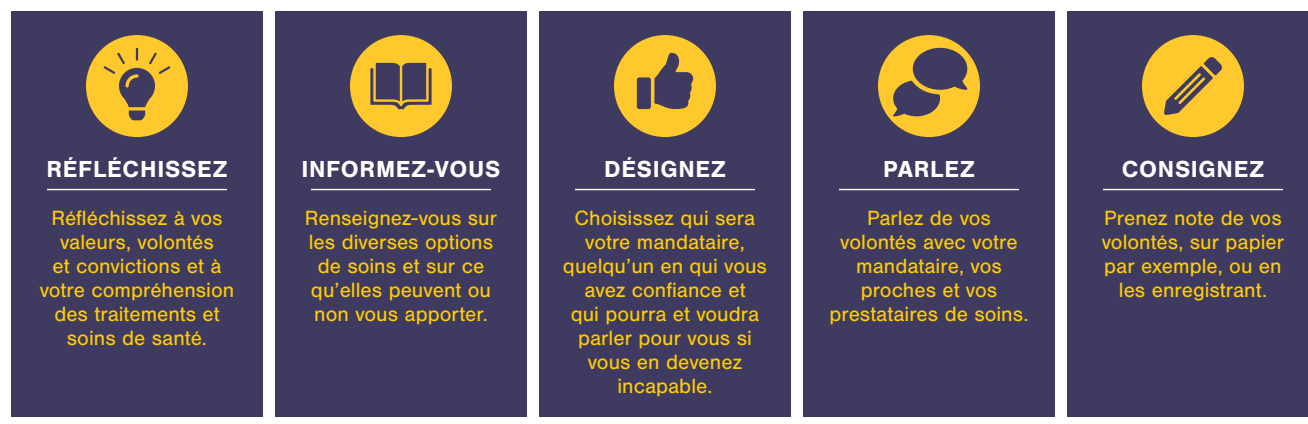 RÉFLÉCHISSEZ
Réfléchissez à vos
valeurs, volontés
et convictions et à
votre compréhension
des traitements et
soins de santé.
INFORMEZ-VOUS
Renseignez-vous sur
les diverses options
de soins et sur ce
qu’elles peuvent ou
non vous apporter.
DÉSIGNEZ
Choisissez qui sera
votre mandataire,
quelqu’un en qui vous
avez confiance et
qui pourra et voudra
parler pour vous si
vous en devenez
incapable.
PARLEZ
Parlez de vos
volontés avec votre
mandataire, vos
proches et vos
prestataires de soins.
CONSIGNEZ
Prenez note de vos
volontés, sur papier
par exemple, ou en
les enregistrant.